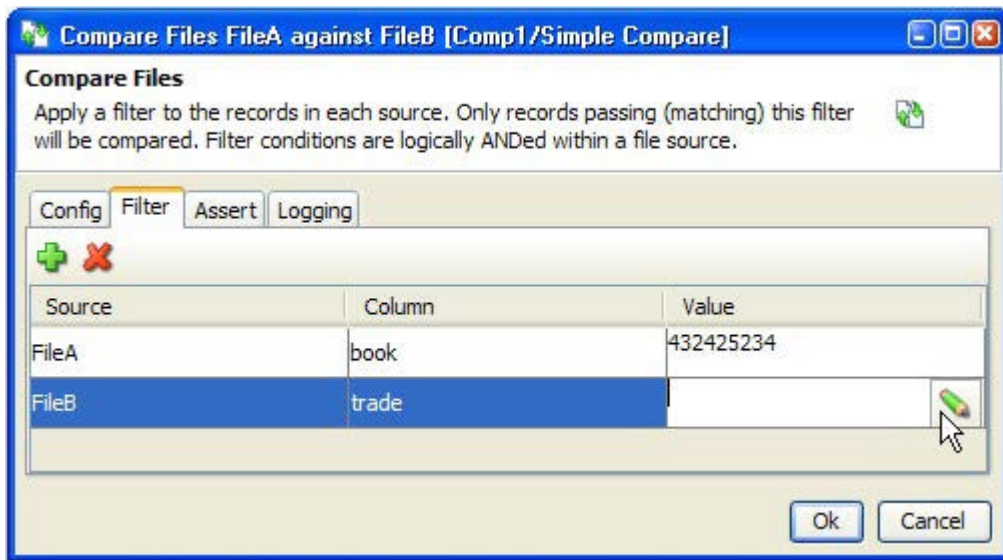 Compare Files FileA against FileB [Comp1/Simple Compare]
Compare Files
Apply a filter to the records in each source. Only records passing (matching) this filter
will be compared. Filter conditions are logically ANDed within a file source.
Config Filter Assert Logging
Source Column Value
FileA book 432425234
FileB trade
Ok Cancel